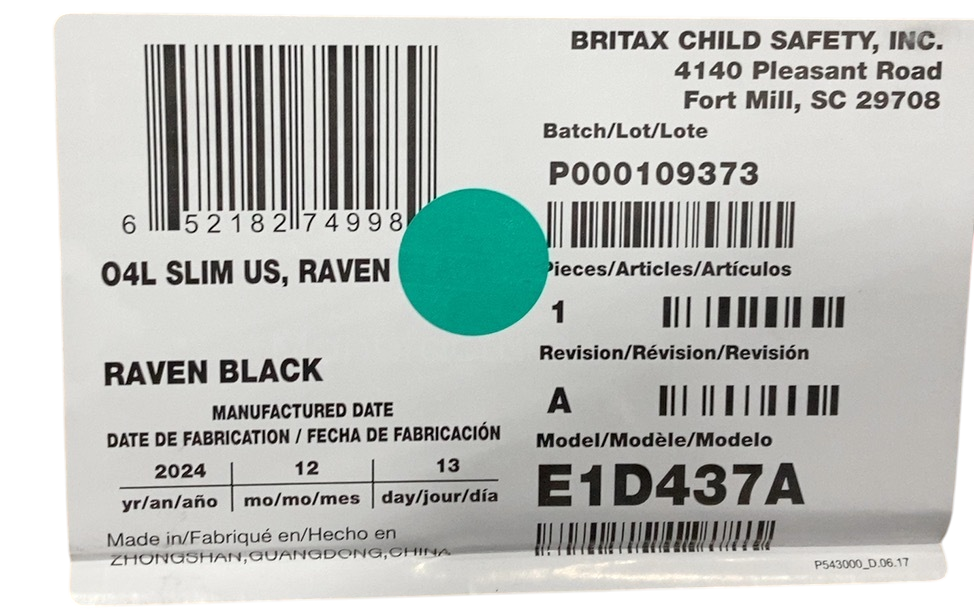 BRITAX CHILD SAFETY, INC.
4140 Pleasant Road
Fort Mill, SC 29708
6 52182 74998
O4L SLIM US, RAVEN
RAVEN BLACK
MANUFACTURED DATE
DATE DE FABRICATION / FECHA DE FABRICACIÓN
2024 12 13
yr/an/año mo/mo/mes day/jour/día
Made in/Fabriqué en/Hecho en
ZHONGSHAN,GUANGDONG,CHINA
Batch/Lot/Lote
P000109373
Pieces/Articles/Artículos
1
Revision/Révision/Revisión
A
Model/Modèle/Modelo
E1D437A
P543000_D.06.17